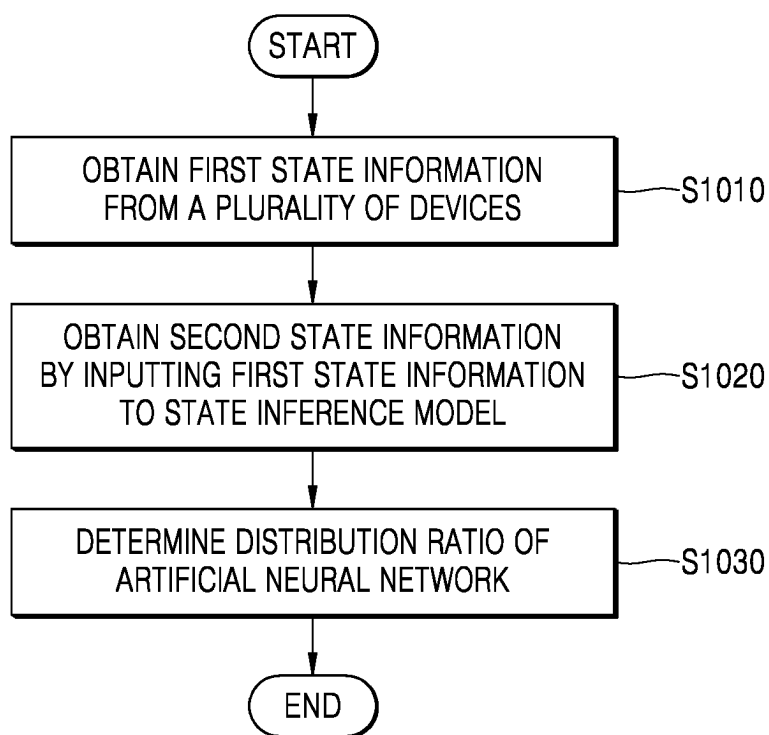 START
OBTAIN FIRST STATE INFORMATION
FROM A PLURALITY OF DEVICES
S1010
OBTAIN SECOND STATE INFORMATION
BY INPUTTING FIRST STATE INFORMATION
TO STATE INFERENCE MODEL
S1020
DETERMINE DISTRIBUTION RATIO OF
ARTIFICIAL NEURAL NETWORK
S1030
END